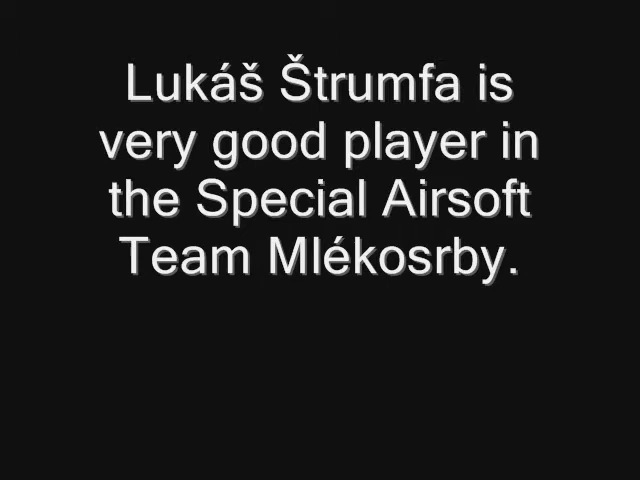 Lukáš Štrumfa is
very good player in
the Special Airsoft
Team Mlékosrby.